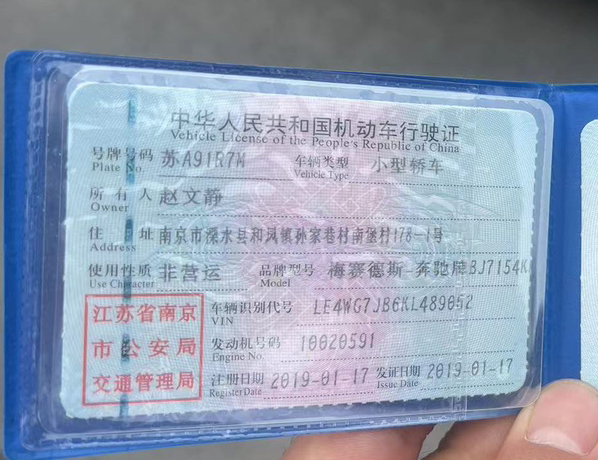 中华人民共和国机动车行驶证
Vehicle License of the People's Republic of China
号牌号码 苏A91R7M 车辆类型 小型轿车
Plate No. Vehicle Type
所有人 赵文静
Owner
住址 南京市溧水县和凤镇孙家巷村南堡村178-1号
Address
使用性质 非营运 品牌型号 梅赛德斯-奔驰牌BJ7154K
Use Character Model
江苏省南京
市公安局
交通管理局
车辆识别代号 LE4WG7JB6KL489052
VIN
发动机号码 10020591
Engine No.
注册日期 2019-01-17 发证日期 2019-01-17
Register Date Issue Date